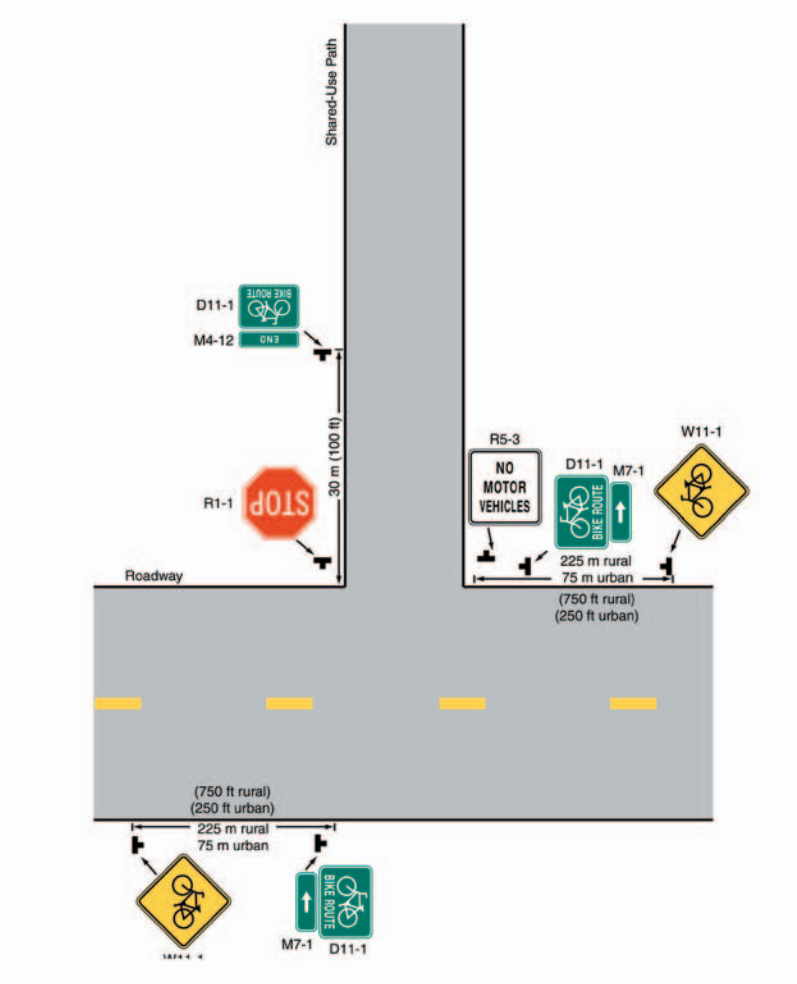 Shared-Use Path
D11-1
BIKE ROUTE
M4-12
END
30 m (100 ft)
R1-1
STOP
R5-3
NO
MOTOR
VEHICLES
D11-1
M7-1
BIKE ROUTE
W11-1
225 m rural
75 m urban
(750 ft rural)
(250 ft urban)
Roadway
(750 ft rural)
(250 ft urban)
225 m rural
75 m urban
BIKE ROUTE
M7-1
D11-1